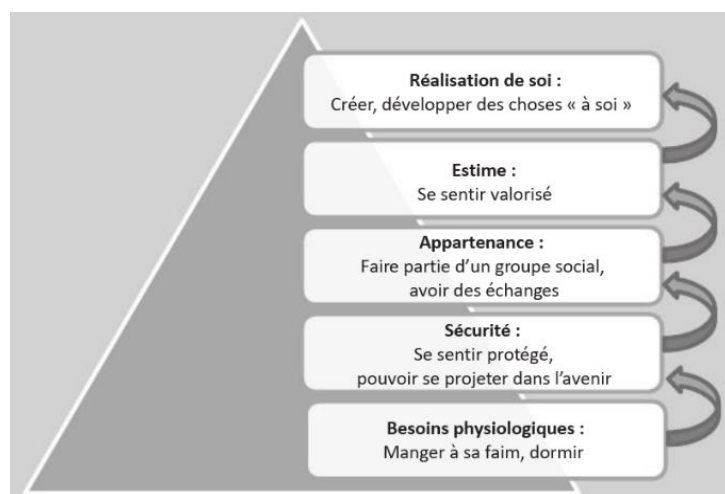 Réalisation de soi :
Créer, développer des choses « à soi »
Estime :
Se sentir valorisé
Appartenance :
Faire partie d’un groupe social,
avoir des échanges
Sécurité :
Se sentir protégé,
pouvoir se projeter dans l’avenir
Besoins physiologiques :
Manger à sa faim, dormir